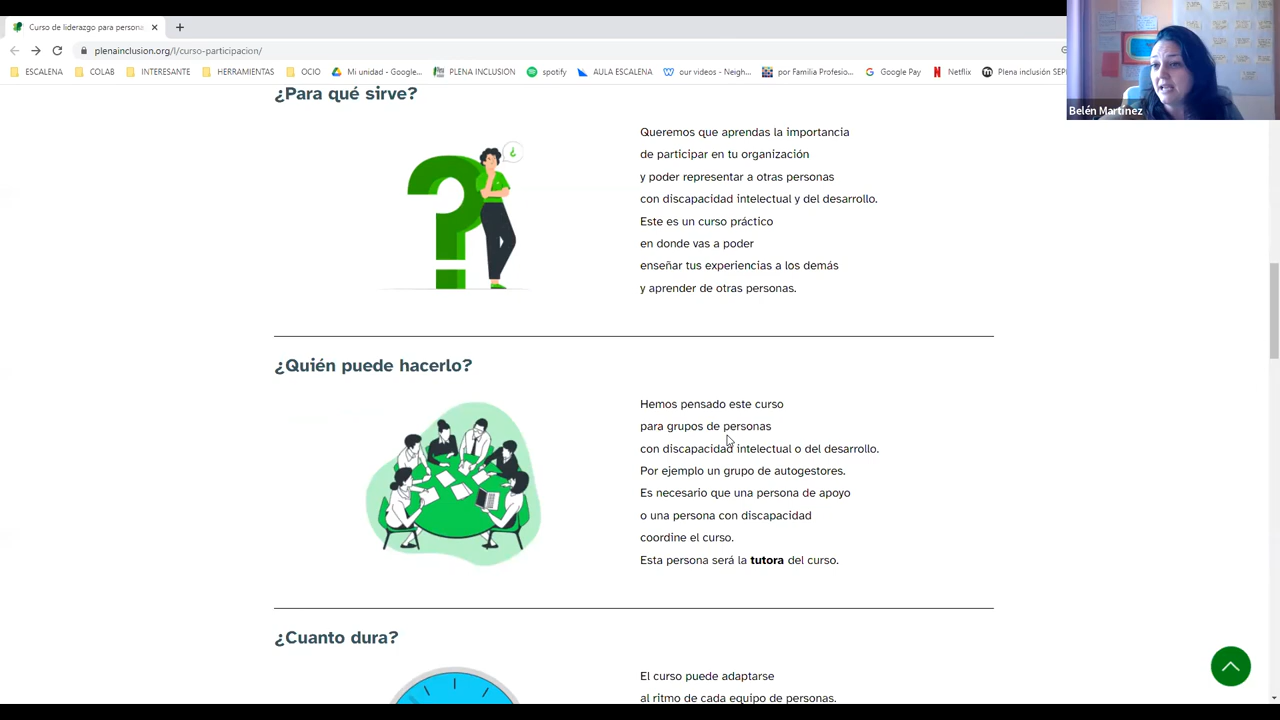 Curso de liderazgo para persona
plenainclusion.org/l/curso-participacion/
ESCALENA
COLAB
INTERESANTE
HERRAMIENTAS
OCIO
Mi unidad - Google...
PLENA INCLUSION
spotify
AULA ESCALENA
our videos - Neigh...
por Familia Profesio...
Google Pay
Netflix
Plena inclusión SEPI
Belén Martínez
¿Para qué sirve?
¿
Queremos que aprendas la importancia
de participar en tu organización
y poder representar a otras personas
con discapacidad intelectual y del desarrollo.
Este es un curso práctico
en donde vas a poder
enseñar tus experiencias a los demás
y aprender de otras personas.
¿Quién puede hacerlo?
Hemos pensado este curso
para grupos de personas
con discapacidad intelectual o del desarrollo.
Por ejemplo un grupo de autogestores.
Es necesario que una persona de apoyo
o una persona con discapacidad
coordine el curso.
Esta persona será la tutora del curso.
¿Cuanto dura?
El curso puede adaptarse
al ritmo de cada equipo de personas.